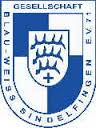 GESELLSCHAFT
BLAU-WEISS-SINDELFINGEN E.V. 71